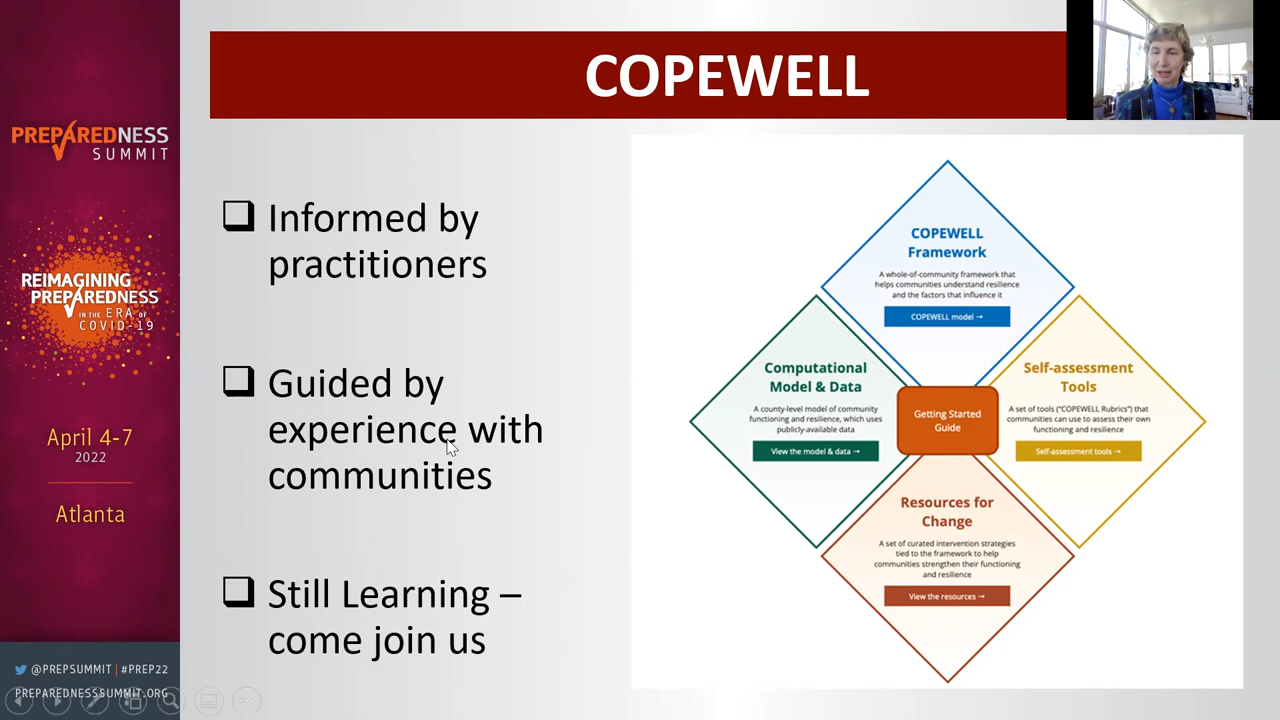 COPEWELL
PREPAREDNESS
SUMMIT
REIMAGINING
PREPAREDNESS
IN THE ERA OF
COVID-19
April 4-7
2022
Atlanta
@PREPSUMMIT | #PREP22
PREPAREDNESSSUMMIT.ORG
❑ Informed by
practitioners
❑ Guided by
experience with
communities
❑ Still Learning –
come join us
COPEWELL
Framework
A whole-of-community framework that
helps communities understand resilience
and the factors that influence it
COPEWELL model →
Computational
Model & Data
A county-level model of community
functioning and resilience, which uses
publicly-available data
View the model & data →
Getting Started
Guide
Self-assessment
Tools
A set of tools ("COPEWELL Rubrics") that
communities can use to assess their own
functioning and resilience
Self-assessment tools →
Resources for
Change
A set of curated intervention strategies
tied to the framework to help
communities strengthen their functioning
and resilience
View the resources →